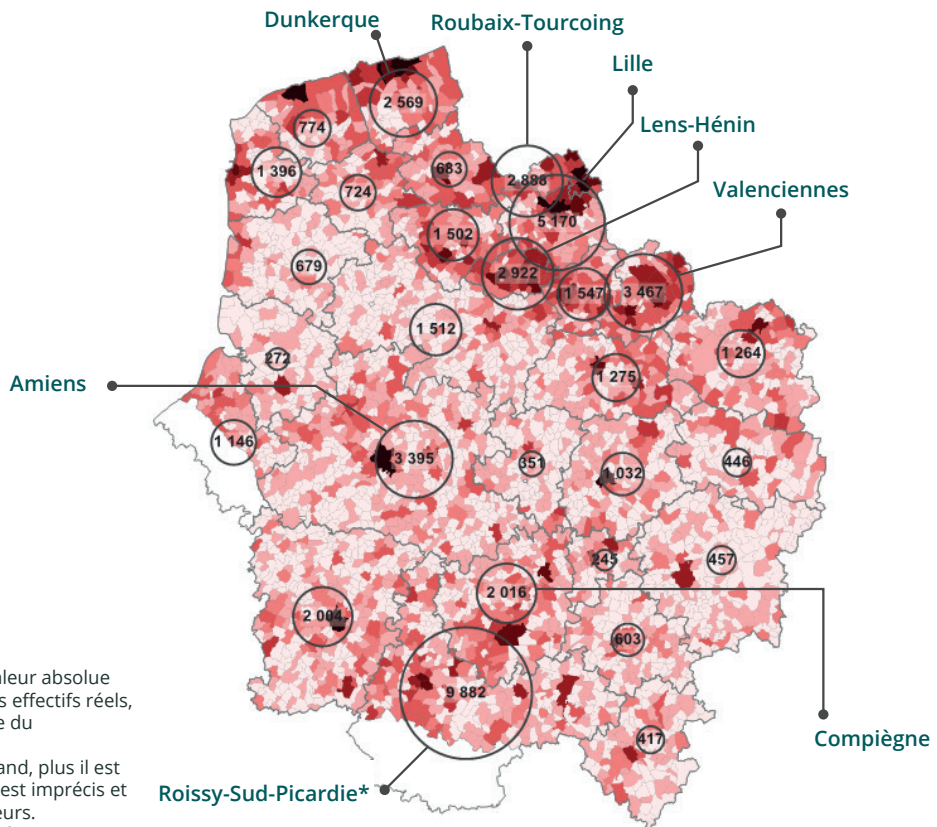 Dunkerque
Roubaix-Tourcoing
Lille
Lens-Hénin
Valenciennes
2 569
774
683
1 396
2 888
724
5 170
1 502
679
2 922
1 547
3 467
1 512
272
1 264
1 275
Amiens
1 146
3 395
351
1 032
446
245
457
2 016
2 004
603
9 882
417
Compiègne
Roissy-Sud-Picardie*
aleur absolue
s effectifs réels,
e du
and, plus il est
est imprécis et
eurs.